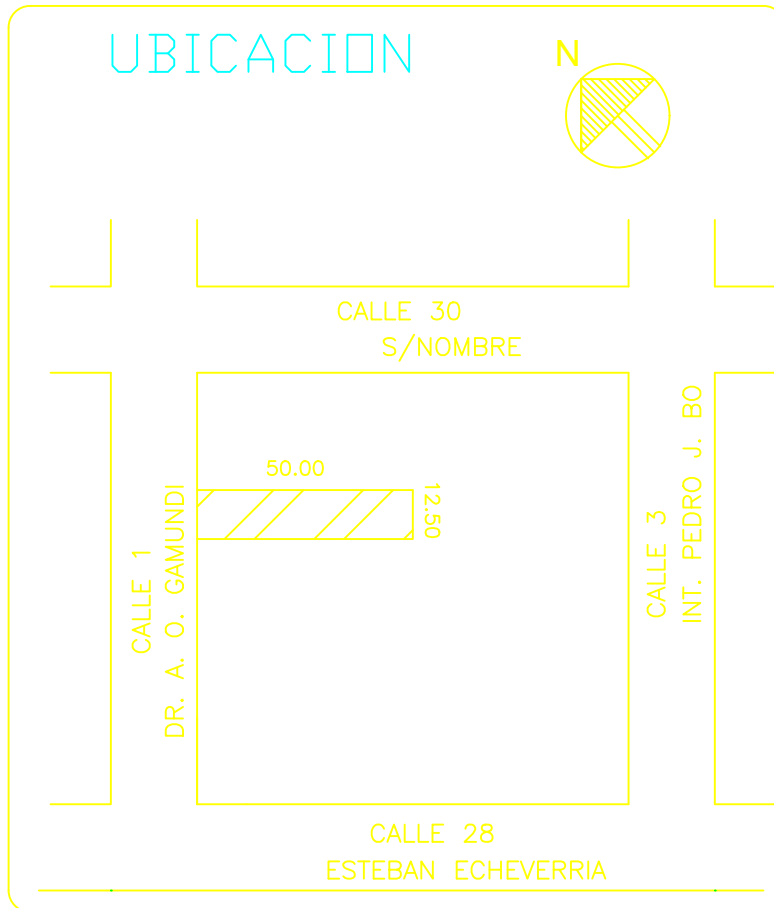 UBICACION
N
CALLE 30
S/NOMBRE
50.00
12.50
CALLE 1
DR. A. O. GAMUNDI
CALLE 3
INT. PEDRO J. BO
CALLE 28
ESTEBAN ECHEVERRIA